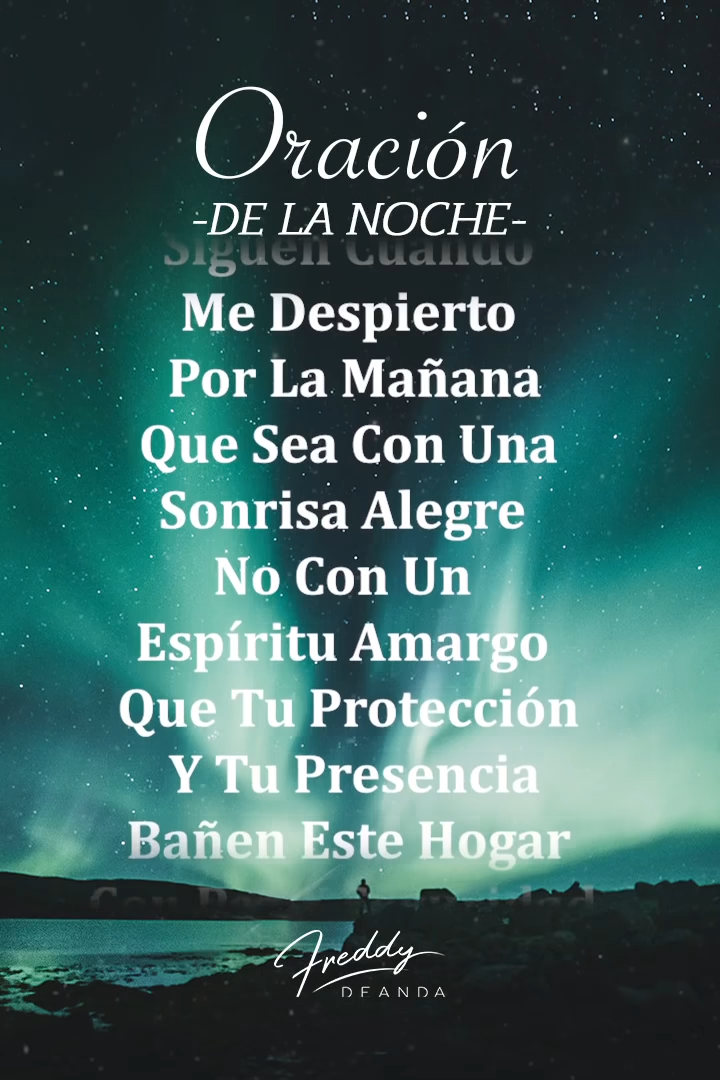 Oración
-DE LA NOCHE-
Siguen Cuando
Me Despierto
Por La Mañana
Que Sea Con Una
Sonrisa Alegre
No Con Un
Espíritu Amargo
Que Tu Protección
Y Tu Presencia
Bañen Este Hogar
Con
Freddy
DEANDA